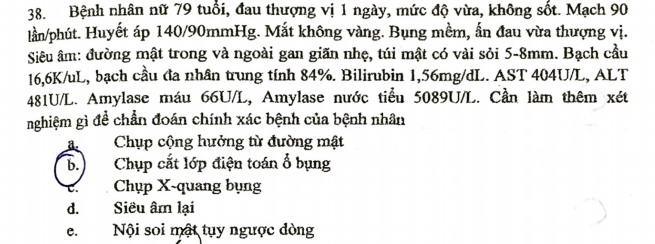 38. Bệnh nhân nữ 79 tuổi, đau thượng vị 1 ngày, mức độ vừa, không sốt. Mạch 90
lần/phút. Huyết áp 140/90mmHg. Mắt không vàng. Bụng mềm, ấn đau vừa thượng vị.
Siêu âm: đường mật trong và ngoài gan giãn nhẹ, túi mật có vài sỏi 5-8mm. Bạch cầu
16,6K/uL, bạch cầu đa nhân trung tính 84%. Bilirubin 1,56mg/dL. AST 404U/L, ALT
481U/L. Amylase máu 66U/L, Amylase nước tiểu 5089U/L. Cần làm thêm xét
nghiệm gì để chẩn đoán chính xác bệnh của bệnh nhân
a. Chụp cộng hưởng từ đường mật
b. Chụp cắt lớp điện toán ổ bụng
c. Chụp X-quang bụng
d. Siêu âm lại
e. Nội soi mật tụy ngược dòng